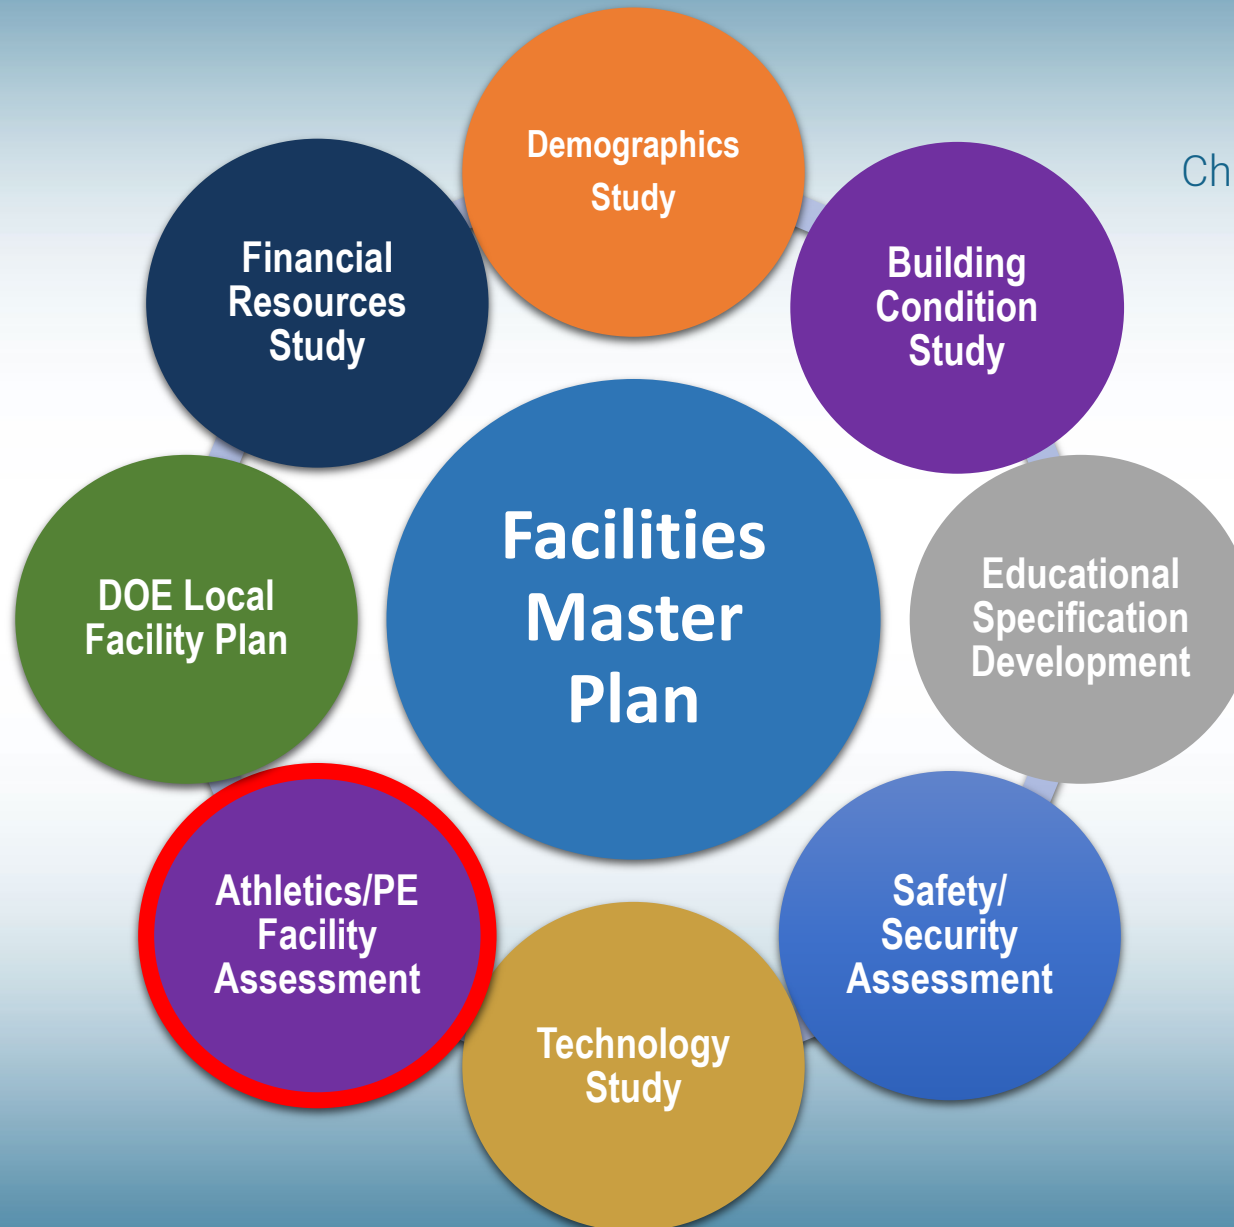 Demographics
Study
Ch
Building
Condition
Study
Educational
Specification
Development
Safety/
Security
Assessment
Technology
Study
Athletics/PE
Facility
Assessment
DOE Local
Facility Plan
Financial
Resources
Study
Facilities
Master
Plan